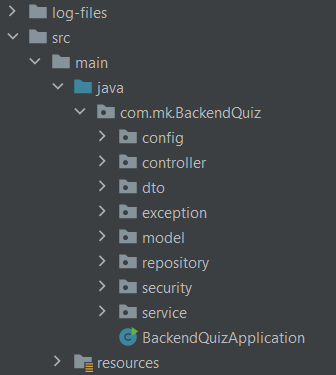 log-files
src
main
java
com.mk.BackendQuiz
config
controller
dto
exception
model
repository
security
service
BackendQuizApplication
resources